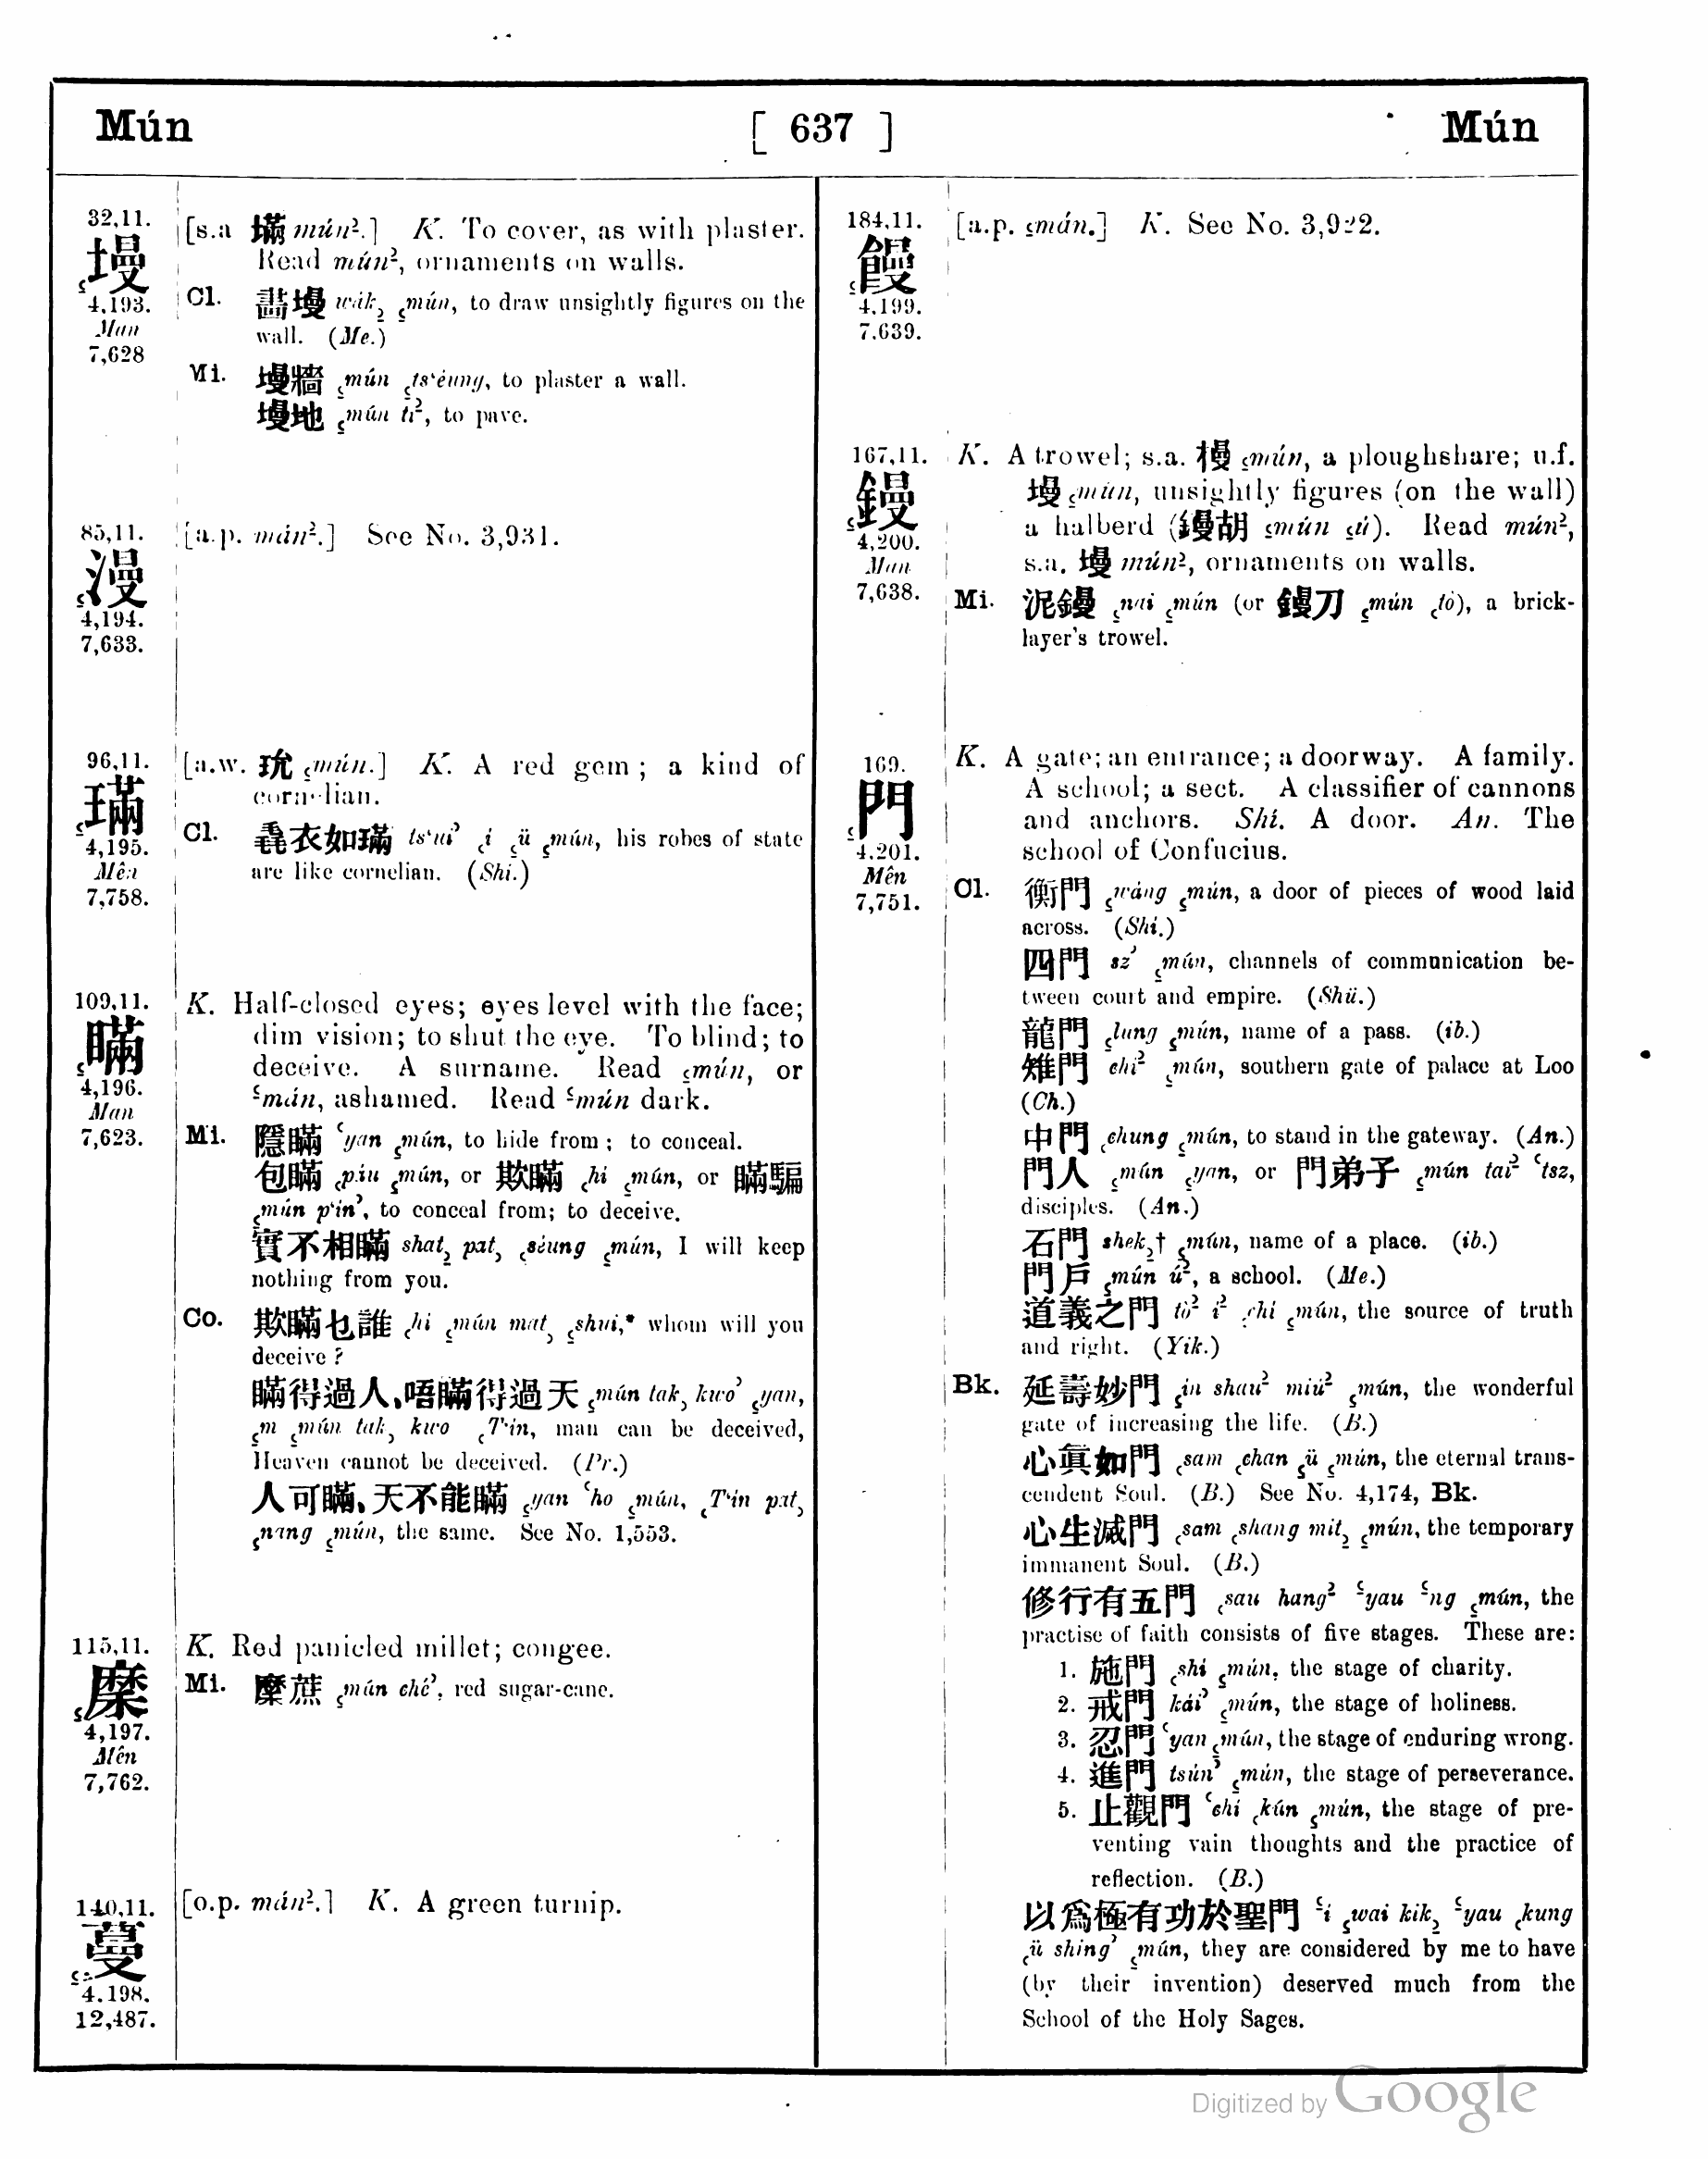 Mún [ 637 ] Mún
32,11.
墁
4,193.
Man
7,628
[s.a 墉 mún².] K. To cover, as with plaster.
Read mún², ornaments on walls.
Cl. 畫墁 wák꜇ ꜁mún, to draw unsightly figures on the
wall. (Me.)
Mi. 墁牆 ꜁mún ꜁ts‘éung, to plaster a wall.
墁地 ꜁mún tí², to pave.
85,11.
漫
4,194.
7,633.
[a.p. mán².] See No. 3,931.
96,11.
璊
4,195.
Mên
7,758.
[a.w. 玧 ꜁mún.] K. A red gem; a kind of
cornelian.
Cl. 毳衣如璊 ts‘ui꜄ ꜀i ꜁ü ꜁mún, his robes of state
are like cornelian. (Shi.)
109,11.
瞞
4,196.
Man
7,623.
K. Half-closed eyes; eyes level with the face;
dim vision; to shut the eye. To blind; to
deceive. A surname. Read ꜁mún, or
꜃mán, ashamed. Read ꜃mún dark.
Mi. 隱瞞 ꜂yan ꜁mún, to hide from; to conceal.
包瞞 ꜀páu ꜁mún, or 欺瞞 ꜀hi ꜁mún, or 瞞騙
꜁mún p‘in꜄, to conceal from; to deceive.
實不相瞞 shat꜇ pat꜆ ꜀séung ꜁mún, I will keep
nothing from you.
Co. 欺瞞乜誰 ꜀hi ꜁mún mat꜆ ꜁shui,* whom will you
deceive?
瞞得過人,唔瞞得過天 ꜁mún tak꜆ kwo꜄ ꜁yan,
꜁m ꜁mún tak꜆ kwo ꜀T‘in, man can be deceived,
Heaven cannot be deceived. (Pr.)
人可瞞、天不能瞞 ꜁yan ꜂ho ꜁mún, ꜀T‘in pat꜆
꜁nang ꜁mún, the same. See No. 1,553.
115,11.
糜
4,197.
Mên
7,762.
K. Red panicled millet; congee.
Mi. 穈蔗 ꜁mún ché꜄, red sugar-cane.
140,11.
蔓
4.198.
12,487.
[o.p. mán².] K. A green turnip.
184,11.
饅
4,199.
7.639.
[a.p. ꜁mán.] K. See No. 3,922.
167,11.
鏝
4,200.
Man
7,638.
K. A trowel; s.a. 槾 ꜁mún, a ploughshare; u.f.
墁 ꜁mún, unsightly figures (on the wall)
a halberd (鏝胡 ꜁mún ꜁ú). Read mún²,
s.a. 墁 mún², ornaments on walls.
Mi. 泥鏝 ꜁nai ꜁mún (or 鏝刀 ꜁mún ꜀tò), a brick-
layer's trowel.
169.
門
4.201.
Mên
7,751.
K. A gate; an entrance; a doorway. A family.
A school; a sect. A classifier of cannons
and anchors. Shí. A door. An. The
school of Confucius.
Cl. 衡門 ꜁wáng ꜁mún, a door of pieces of wood laid
across. (Shí.)
四門 sz꜄ ꜁mún, channels of communication be-
tween court and empire. (Shü.)
龍門 ꜁lung ꜁mún, name of a pass. (ib.)
雉門 chi² ꜁mún, southern gate of palace at Loo
(Ch.)
中門 ꜀chung ꜁mún, to stand in the gateway. (An.)
門人 ꜁mún ꜁yan, or 門弟子 ꜁mún tai² ꜂tsz,
disciples. (An.)
石門 shek꜇† ꜁mún, name of a place. (ib.)
門戶 ꜁mún ú², a school. (Me.)
道義之門 tò² i² ꜀chi ꜁mún, the source of truth
and right. (Yik.)
Bk. 延壽妙門 ꜁in shau² miú² ꜁mún, the wonderful
gate of increasing the life. (B.)
心眞如門 ꜀sam ꜀chan ꜁ü ꜁mún, the eternal trans-
cendent Soul. (B.) See No. 4,174, Bk.
心生滅門 ꜀sam ꜀shang mit꜇ ꜁mún, the temporary
immanent Soul. (B.)
修行有五門 ꜀sau hang² ꜃yau ꜃ng ꜁mún, the
practise of faith consists of five stages. These are:
1. 施門 ꜀shí ꜁mún, the stage of charity.
2. 戒門 kái꜄ ꜁mún, the stage of holiness.
3. 忍門 ꜂yan ꜁mún, the stage of enduring wrong.
4. 進門 tsún꜄ ꜁mún, the stage of perseverance.
5. 止觀門 ꜂chí ꜀kún ꜁mún, the stage of pre-
venting vain thoughts and the practice of
reflection. (B.)
以爲極有功於聖門 ꜃i ꜁wai kik꜇ ꜃yau ꜀kung
꜀ü shing꜄ ꜁mún, they are considered by me to have
(by their invention) deserved much from the
School of the Holy Sages.
Digitized by Google